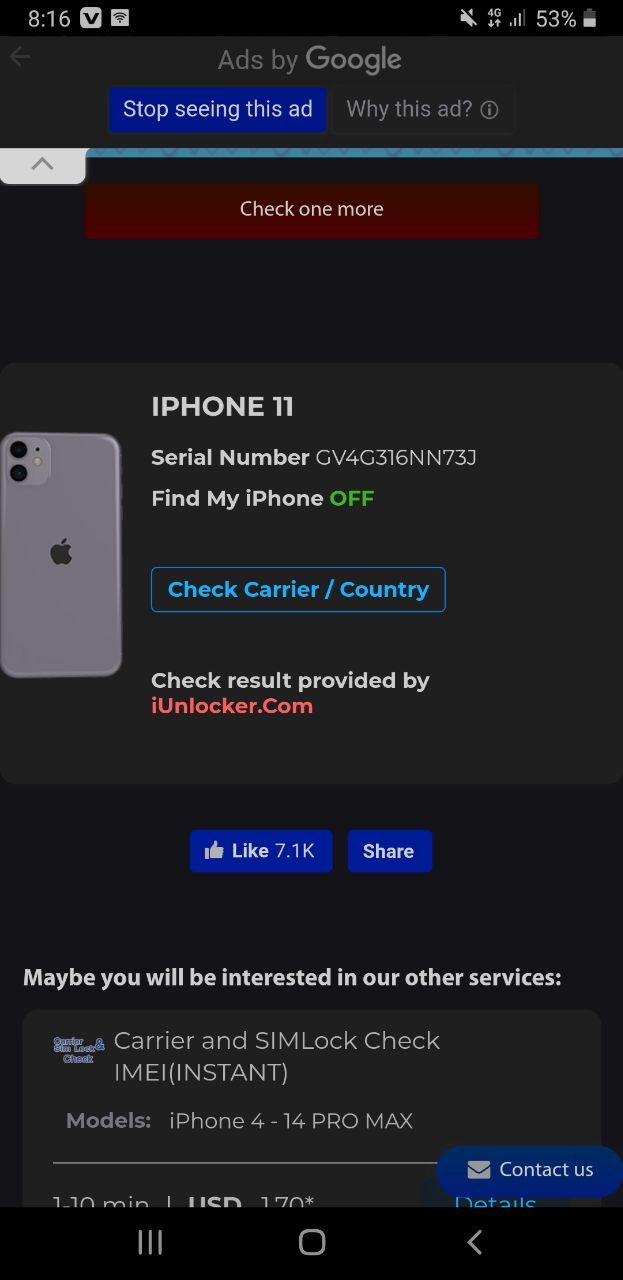 8:16 V 4G 53%
Ads by Google
Stop seeing this ad Why this ad?
Check one more
IPHONE 11
Serial Number GV4G316NN73J
Find My iPhone OFF
Check Carrier / Country
Check result provided by
iUnlocker.Com
Like 7.1K Share
Maybe you will be interested in our other services:
Carrier &
Sim Lock
Check
Carrier and SIMLock Check
IMEI(INSTANT)
Models: iPhone 4 - 14 PRO MAX
Contact us
1-10 min | USD 1.70* Details